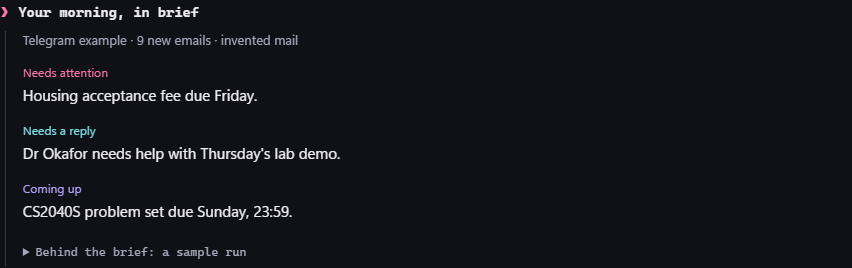 ❯ Your morning, in brief
Telegram example · 9 new emails · invented mail
Needs attention
Housing acceptance fee due Friday.
Needs a reply
Dr Okafor needs help with Thursday's lab demo.
Coming up
CS2040S problem set due Sunday, 23:59.
▶ Behind the brief: a sample run